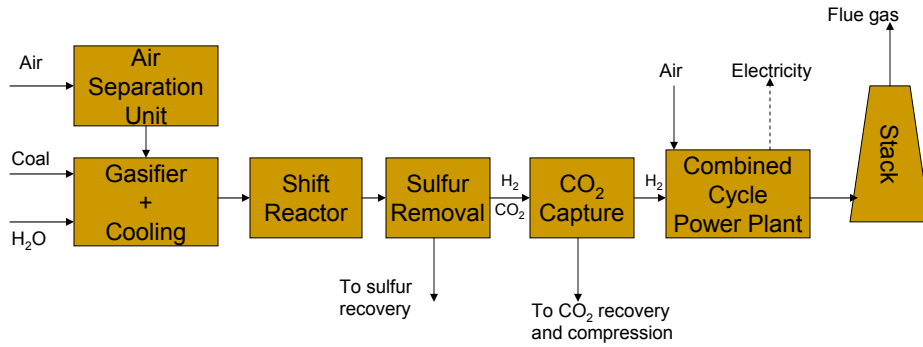 Flue gas
Air
Air
Separation
Unit
Air
Electricity
Stack
Coal
H₂O
Gasifier
+
Cooling
Shift
Reactor
Sulfur
Removal
H₂
CO₂
CO₂
Capture
H₂
Combined
Cycle
Power Plant
To sulfur
recovery
To CO₂ recovery
and compression